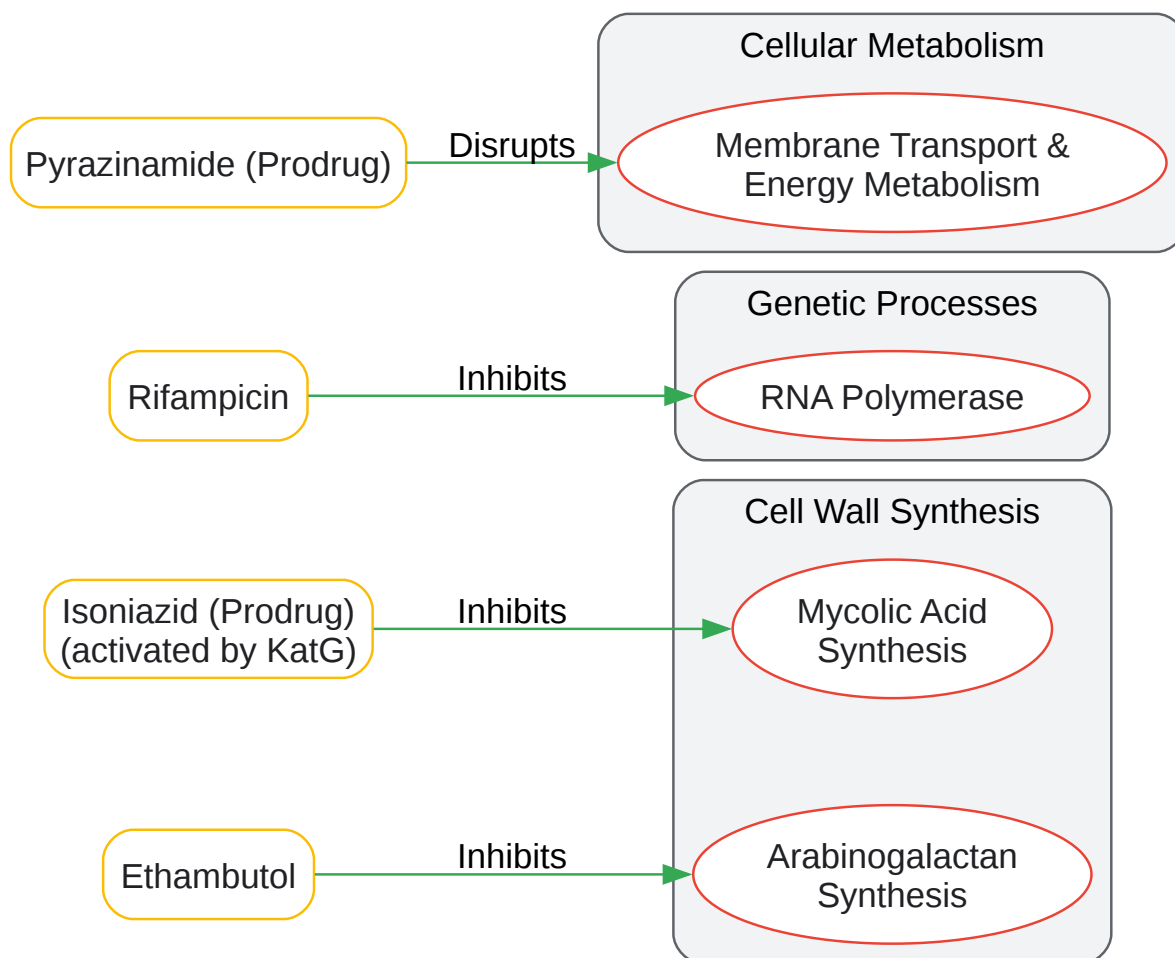 Cellular Metabolism
Pyrazinamide (Prodrug)
Disrupts
Membrane Transport &
Energy Metabolism
Genetic Processes
Rifampicin
Inhibits
RNA Polymerase
Cell Wall Synthesis
Isoniazid (Prodrug)
(activated by KatG)
Inhibits
Mycolic Acid
Synthesis
Ethambutol
Inhibits
Arabinogalactan
Synthesis